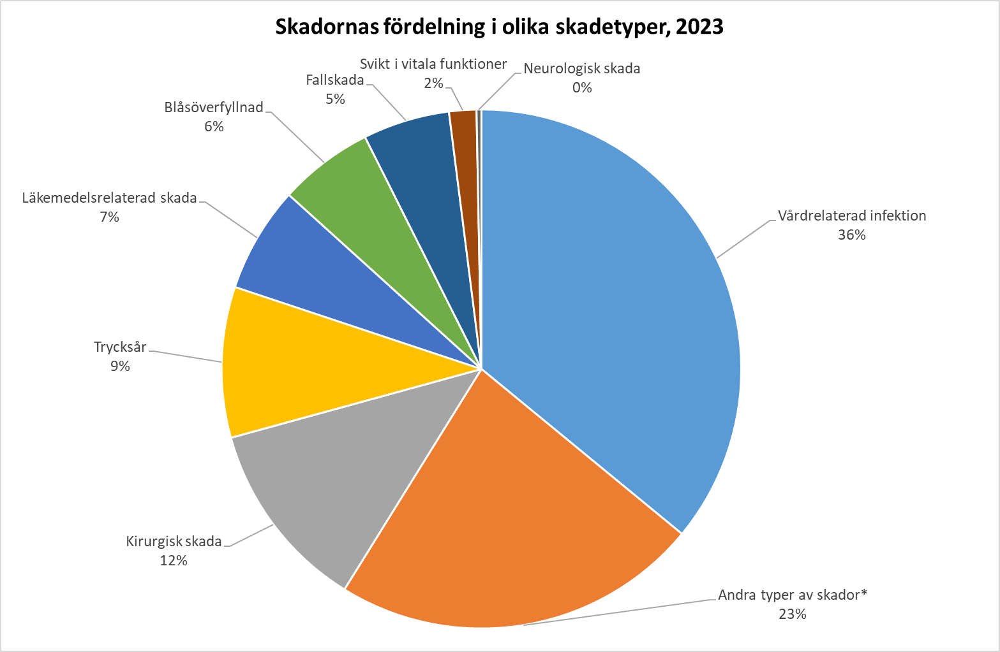 Skadornas fördelning i olika skadetyper, 2023
Svikt i vitala funktioner
2%
Neurologisk skada
0%
Fallskada
5%
Blåsöverfyllnad
6%
Läkemedelsrelaterad skada
7%
Vårdrelaterad infektion
36%
Trycksår
9%
Kirurgisk skada
12%
Andra typer av skador*
23%